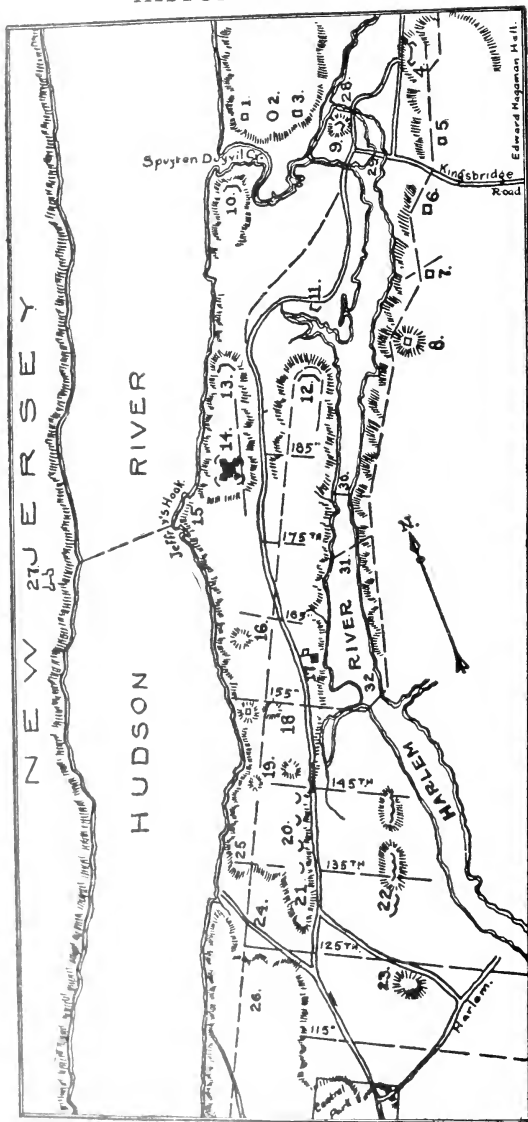 NEW JERSEY
27.
HUDSON RIVER
Jeffry's Hook
Spuyten Duyvil Cr.
1.
2.
3.
4.
5.
6.
7.
8.
9.
10.
11.
12.
13.
14.
15
16.
18.
19.
20.
21.
22.
23.
24.
25
26.
28.
29.
30.
31.
32.
185TH
175TH
155TH
145TH
135TH
125TH
115TH
HARLEM RIVER
Kingsbridge
Road
N.
Harlem.
Central
Park
Edward Hagaman Hall.